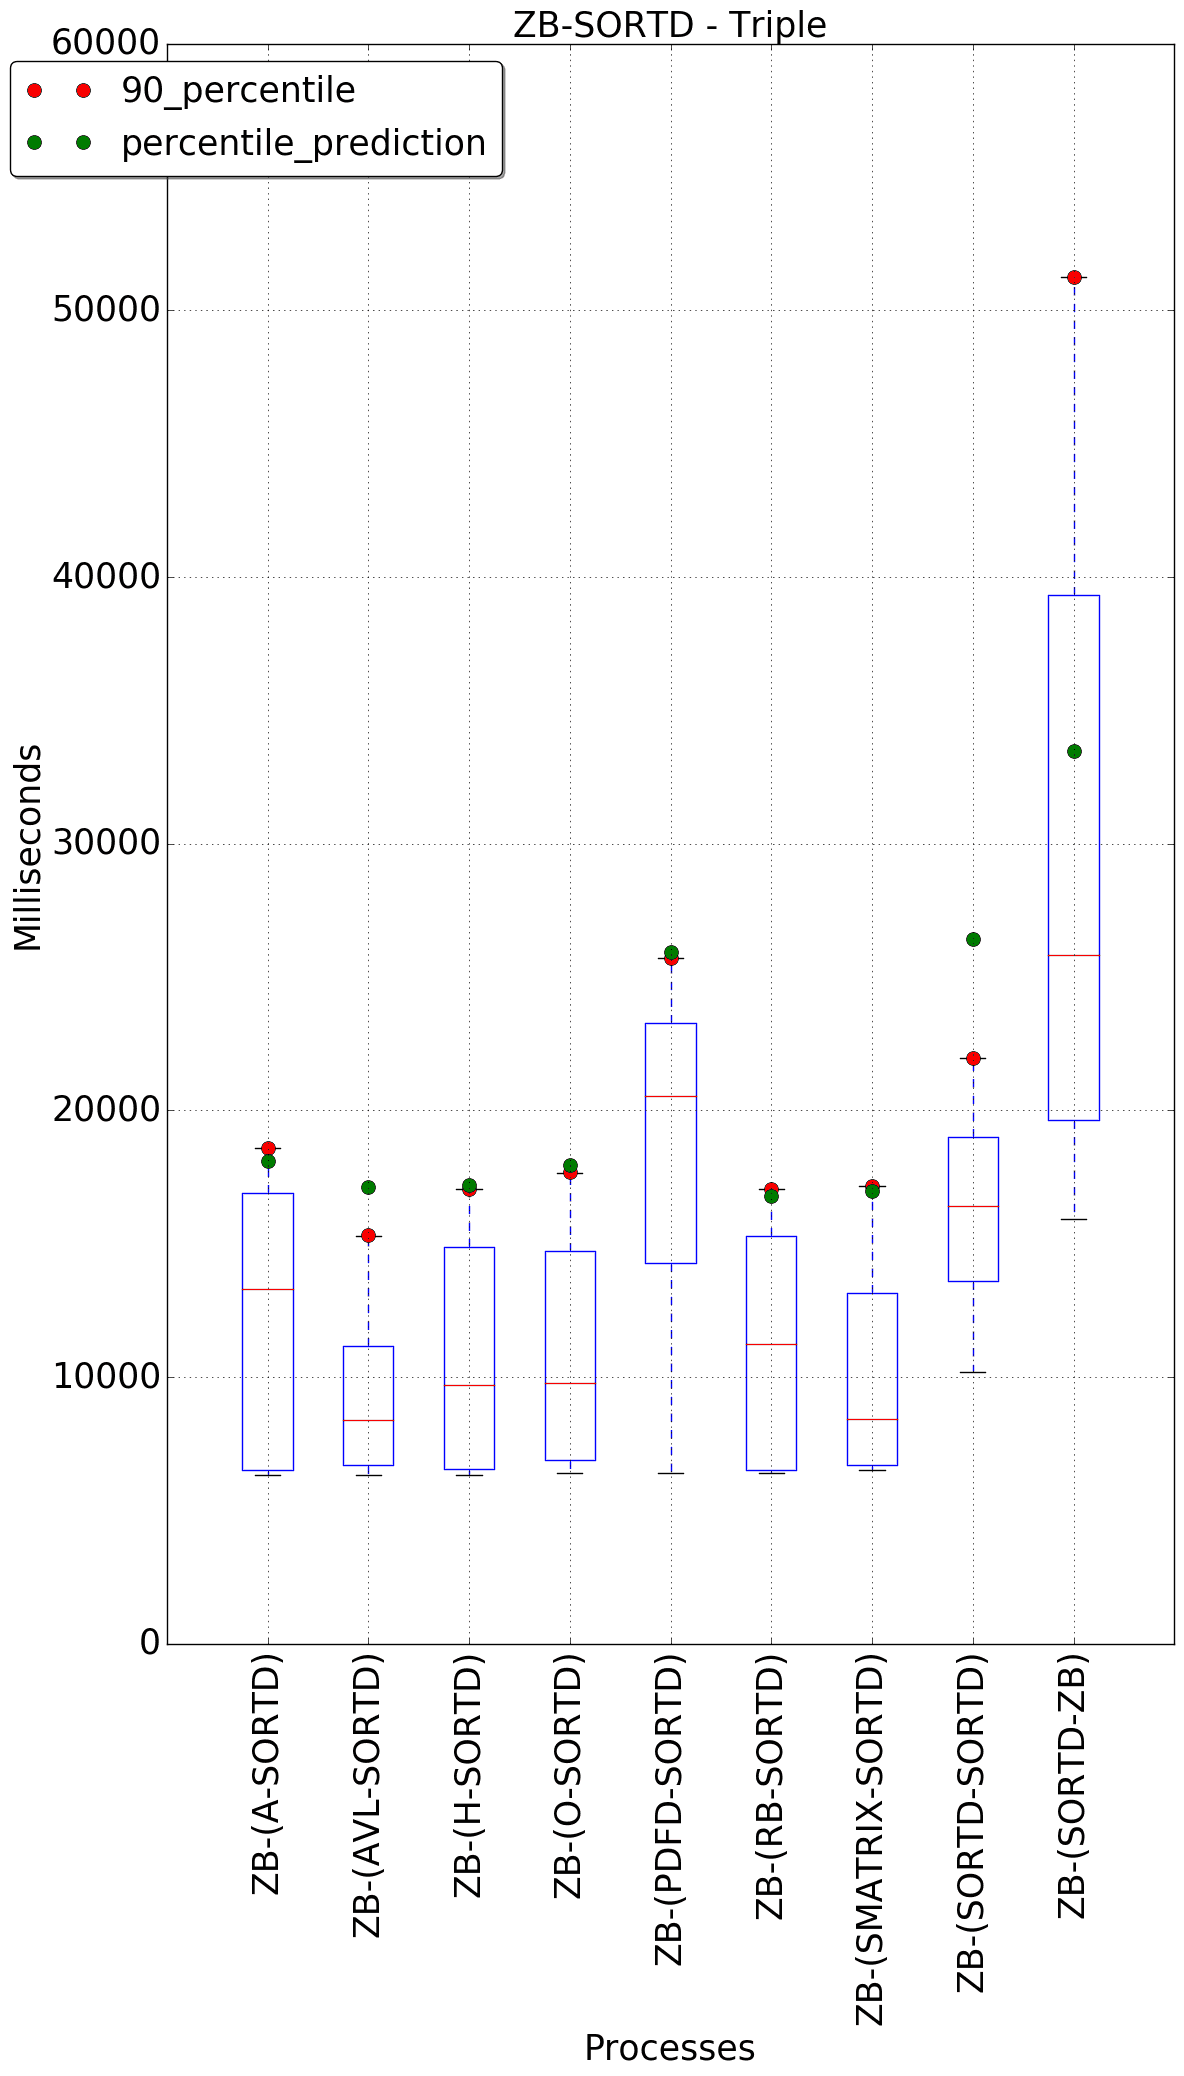 ZB-SORTD - Triple
90_percentile
percentile_prediction
60000
50000
40000
30000
20000
10000
0
Milliseconds
ZB-(A-SORTD)
ZB-(AVL-SORTD)
ZB-(H-SORTD)
ZB-(O-SORTD)
ZB-(PDFD-SORTD)
ZB-(RB-SORTD)
ZB-(SMATRIX-SORTD)
ZB-(SORTD-SORTD)
ZB-(SORTD-ZB)
Processes